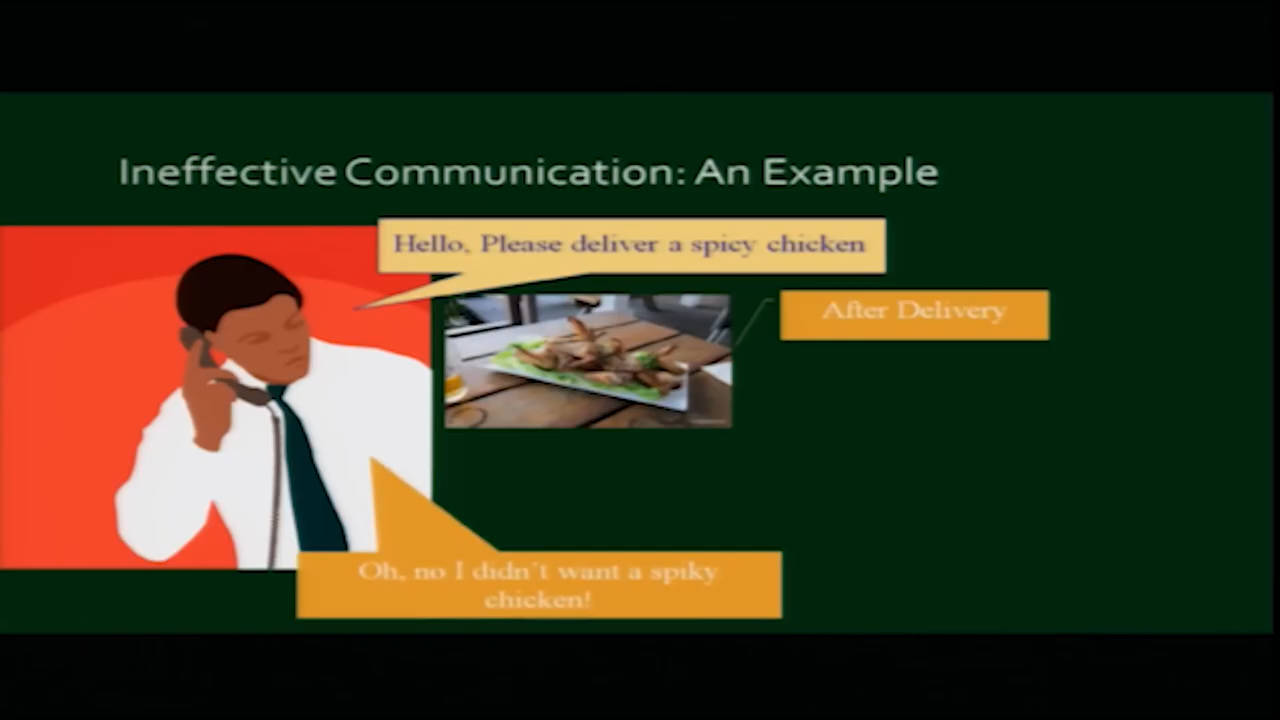 Ineffective Communication: An Example
Hello, Please deliver a spicy chicken
After Delivery
Oh, no I didn't want a spiky
chicken!